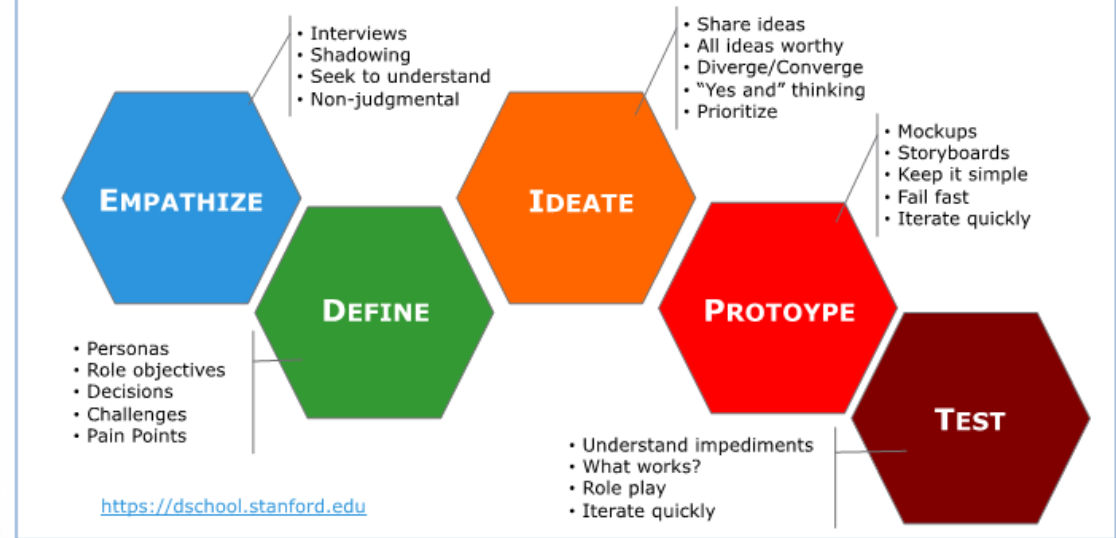 EMPATHIZE
• Interviews
• Shadowing
• Seek to understand
• Non-judgmental
DEFINE
• Personas
• Role objectives
• Decisions
• Challenges
• Pain Points
IDEATE
• Share ideas
• All ideas worthy
• Diverge/Converge
• “Yes and” thinking
• Prioritize
PROTOYPE
• Mockups
• Storyboards
• Keep it simple
• Fail fast
• Iterate quickly
TEST
• Understand impediments
• What works?
• Role play
• Iterate quickly
https://dschool.stanford.edu